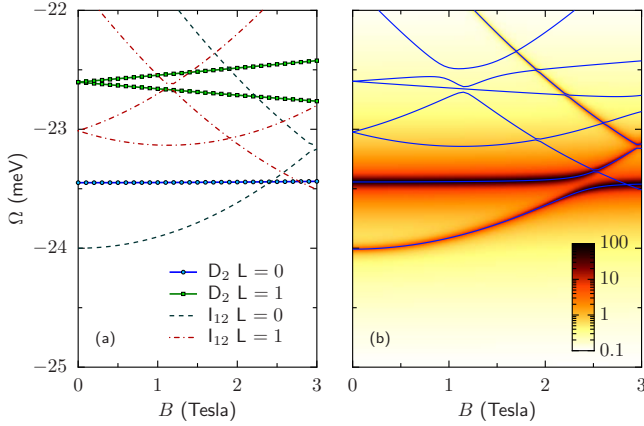 −22
−23
−24
−25
Ω (meV)
0
1
2
3
B (Tesla)
(a)
D₂ L = 0
D₂ L = 1
I₁₂ L = 0
I₁₂ L = 1
0
1
2
3
B (Tesla)
(b)
100
10
1
0.1